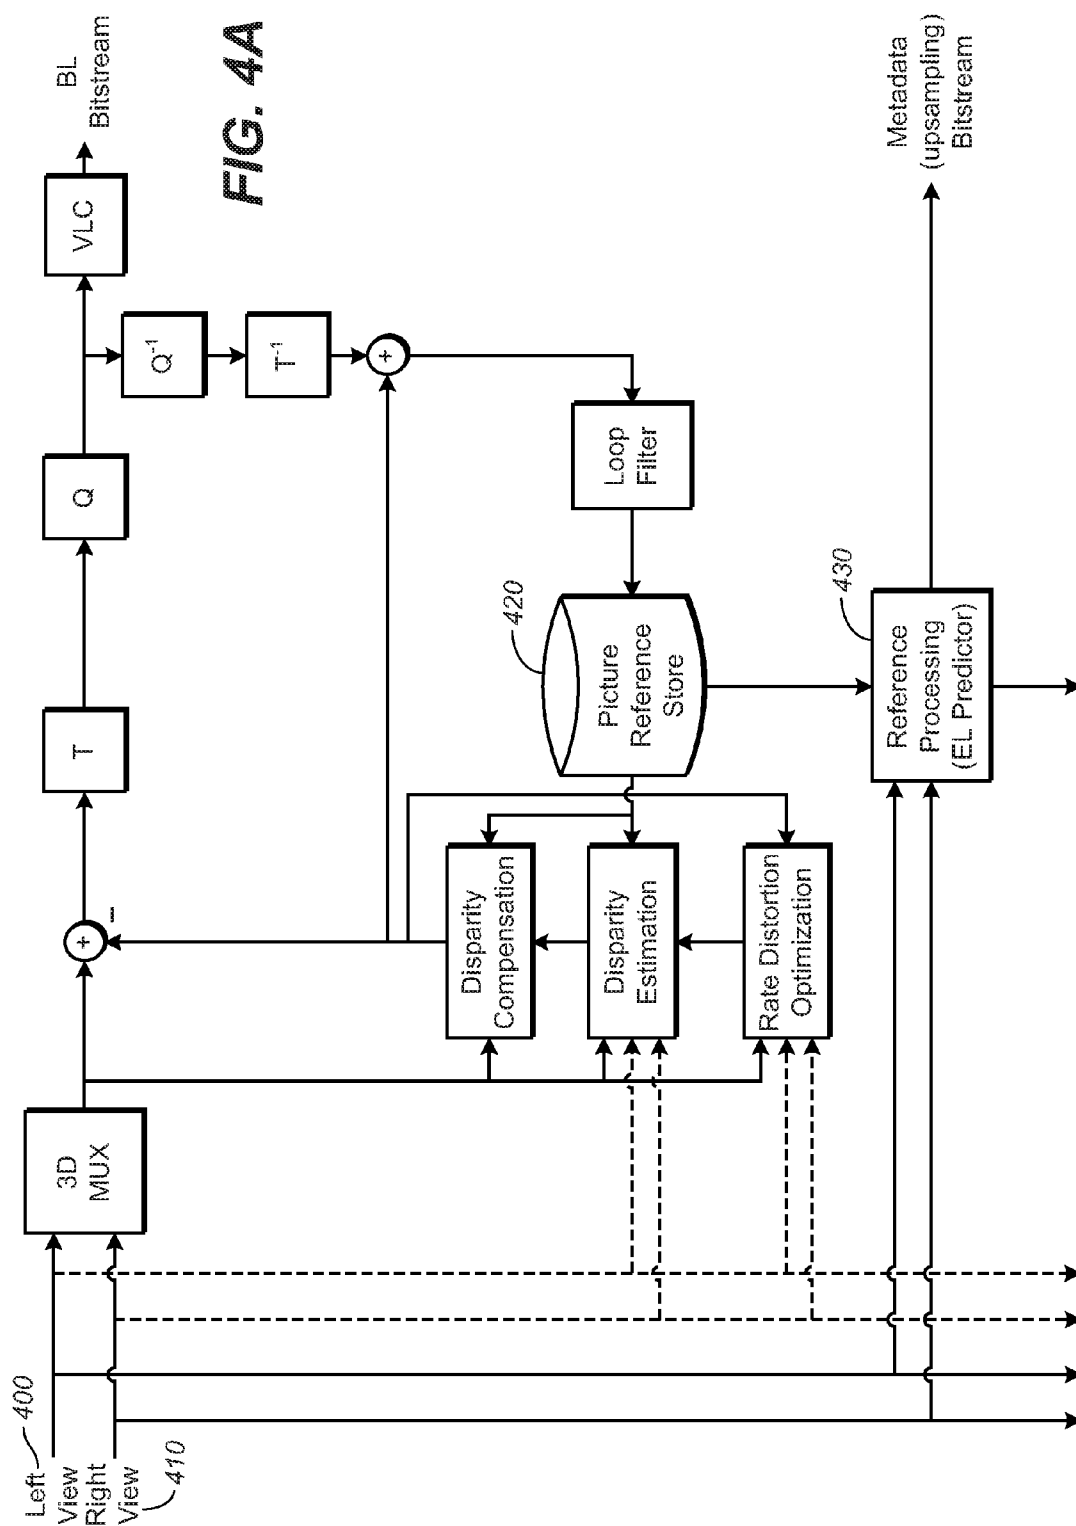 FIG. 4A
Left
View
400
Right
View
410
3D
MUX
+
−
T
Q
VLC
BL
Bitstream
Q-1
T-1
+
Loop
Filter
Picture
Reference
Store
420
Disparity
Compensation
Disparity
Estimation
Rate Distortion
Optimization
Reference
Processing
(EL Predictor)
430
Metadata
(upsampling)
Bitstream